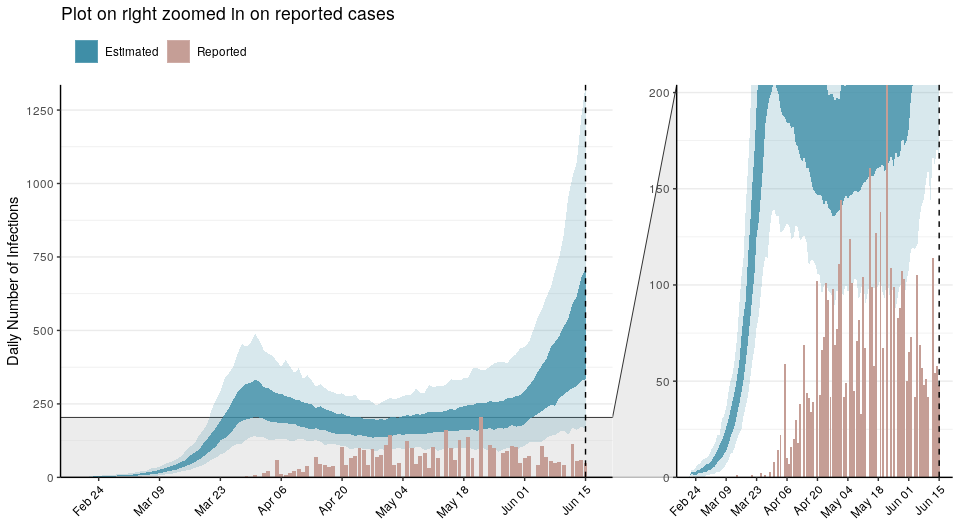 Plot on right zoomed in on reported cases
Estimated Reported
Daily Number of Infections
1250
1000
750
500
250
0
Feb 24 Mar 09 Mar 23 Apr 06 Apr 20 May 04 May 18 Jun 01 Jun 15
200
150
100
50
0
Feb 24 Mar 09 Mar 23 Apr 06 Apr 20 May 04 May 18 Jun 01 Jun 15